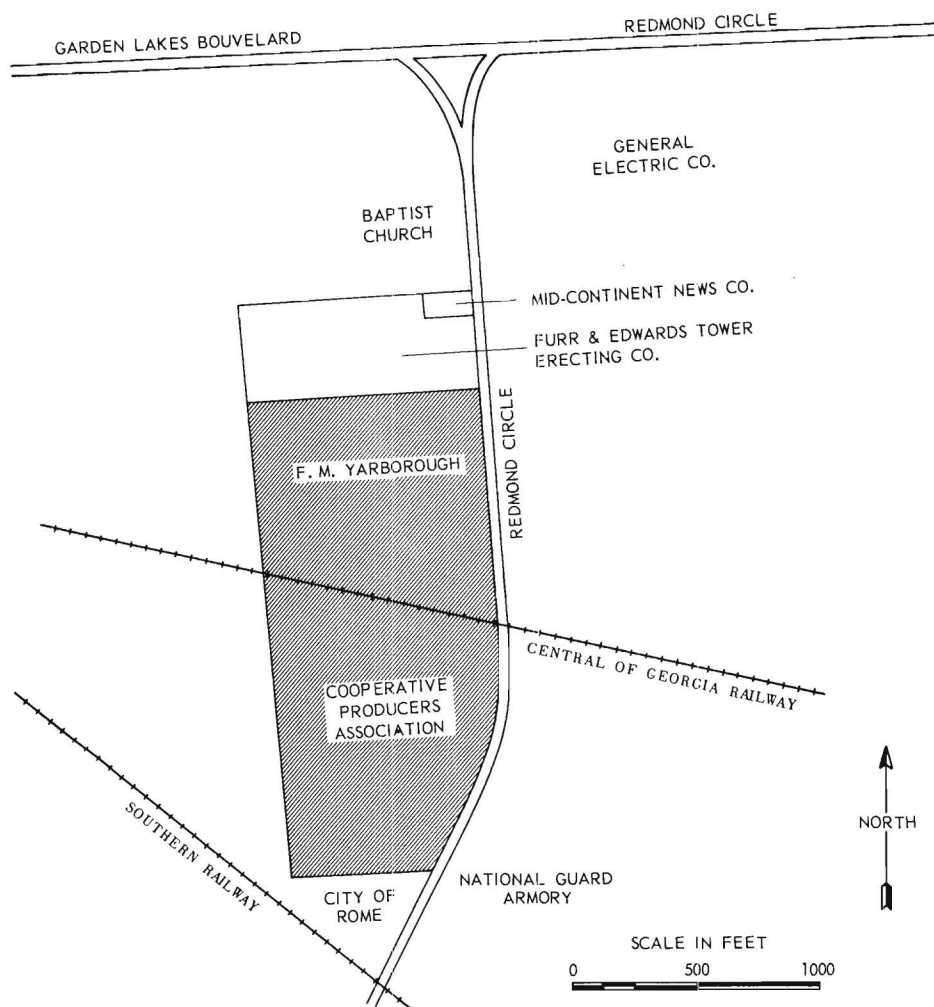 GARDEN LAKES BOUVELARD
REDMOND CIRCLE
GENERAL
ELECTRIC CO.
BAPTIST
CHURCH
MID-CONTINENT NEWS CO.
FURR & EDWARDS TOWER
ERECTING CO.
REDMOND CIRCLE
F. M. YARBOROUGH
CENTRAL OF GEORGIA RAILWAY
COOPERATIVE
PRODUCERS
ASSOCIATION
SOUTHERN RAILWAY
NORTH
NATIONAL GUARD
ARMORY
CITY OF
ROME
SCALE IN FEET
0 500 1000